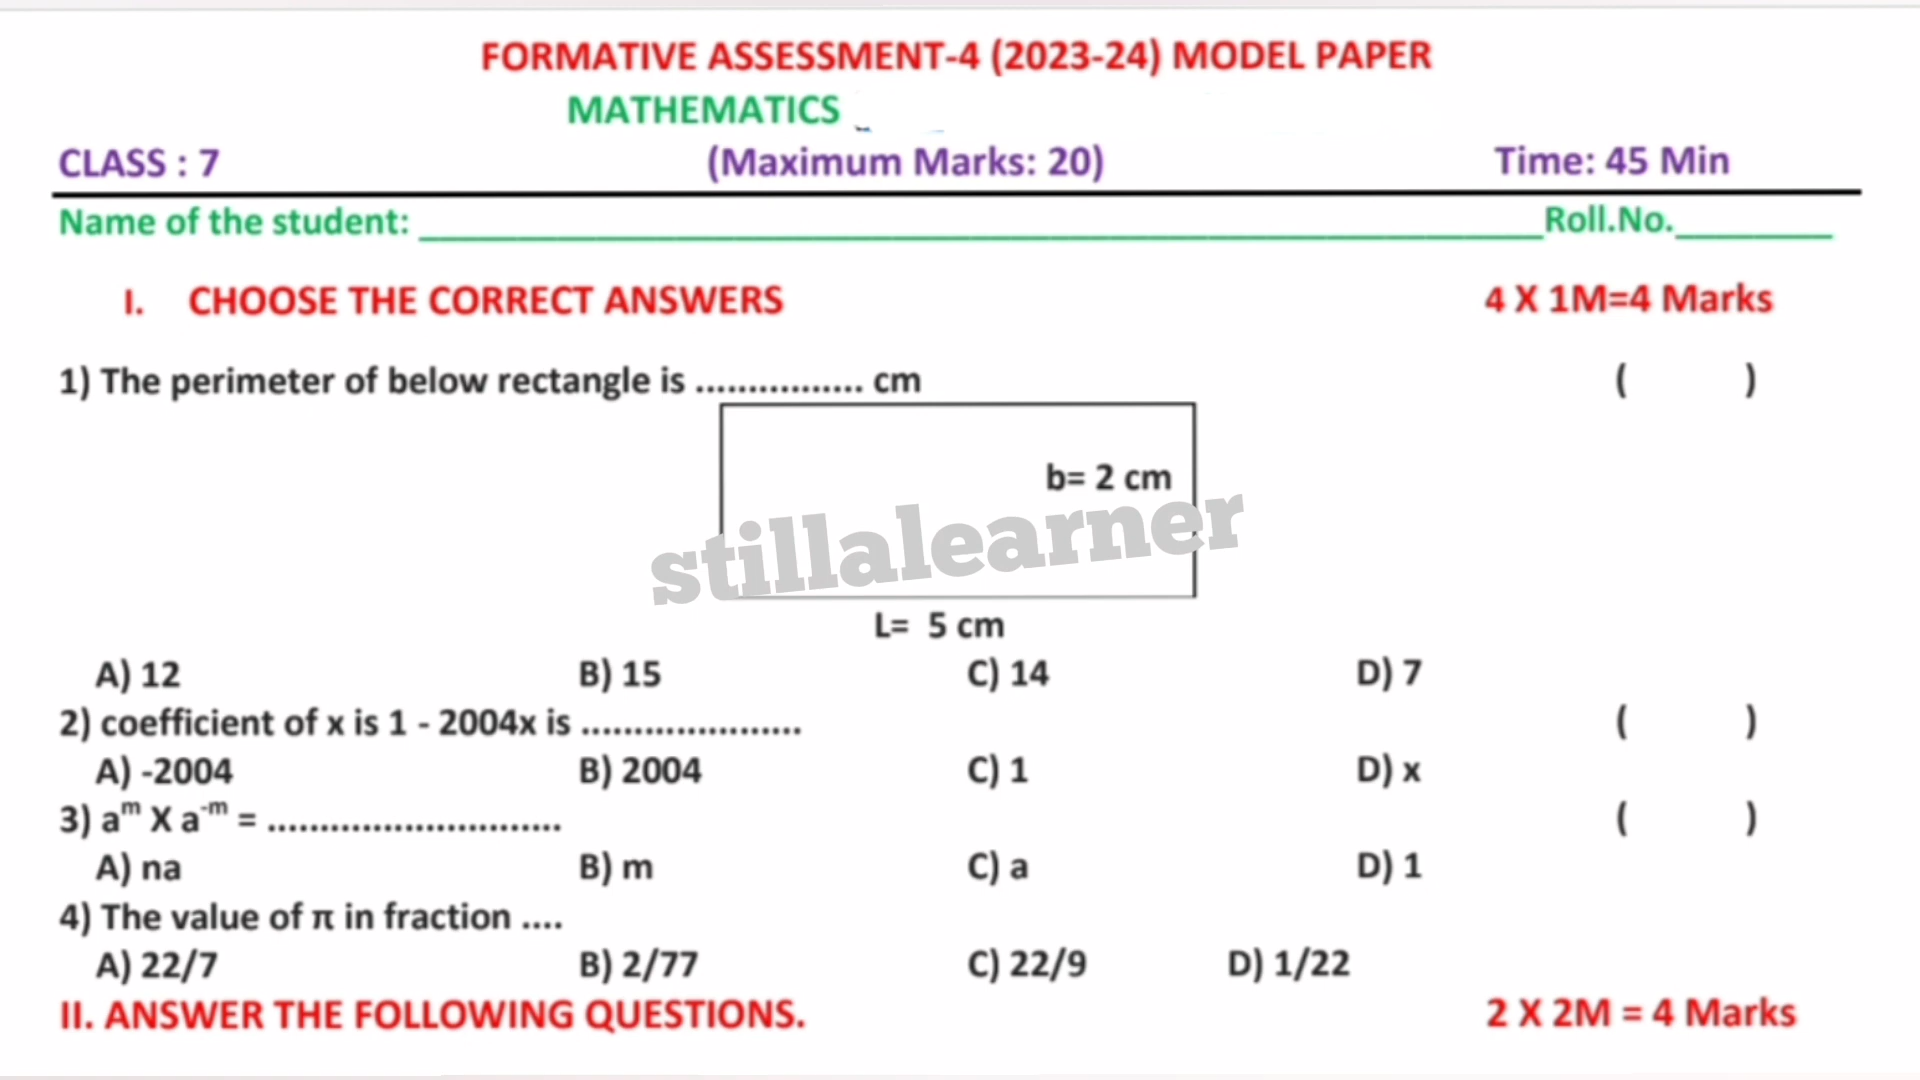 FORMATIVE ASSESSMENT-4 (2023-24) MODEL PAPER
MATHEMATICS
CLASS : 7 (Maximum Marks: 20) Time: 45 Min
Name of the student: ______________________________ Roll.No.________
I. CHOOSE THE CORRECT ANSWERS 4 X 1M=4 Marks
1) The perimeter of below rectangle is ................ cm ( )
b= 2 cm
stillalearner
L= 5 cm
A) 12 B) 15 C) 14 D) 7
2) coefficient of x is 1 - 2004x is ..................... ( )
A) -2004 B) 2004 C) 1 D) x
3) aᵐ X a⁻ᵐ = ............................ ( )
A) na B) m C) a D) 1
4) The value of π in fraction ....
A) 22/7 B) 2/77 C) 22/9 D) 1/22
II. ANSWER THE FOLLOWING QUESTIONS. 2 X 2M = 4 Marks